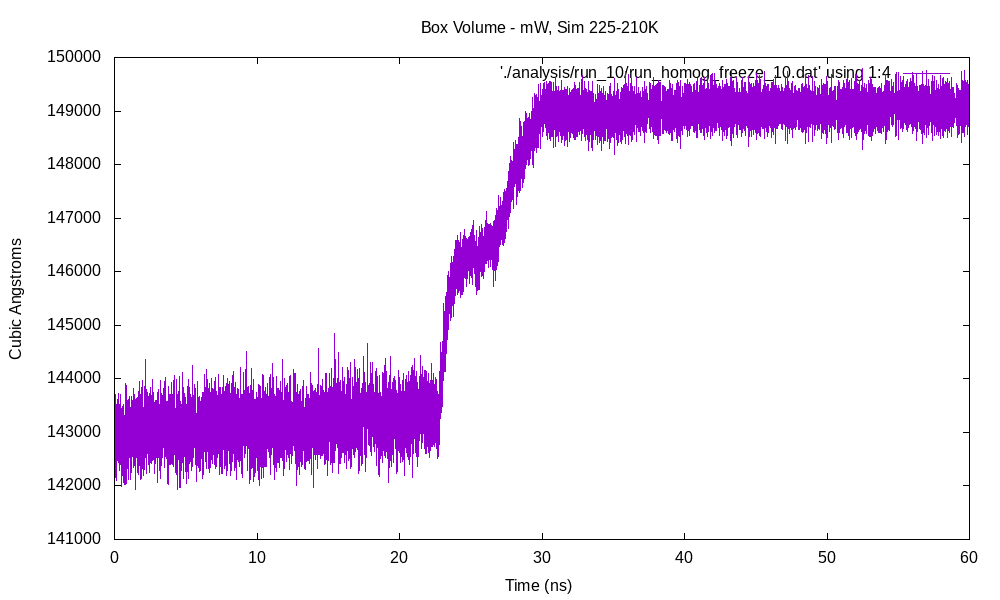 Box Volume - mW, Sim 225-210K
'./analysis/run_10/run_homog_freeze_10.dat' using 1:4
150000
149000
148000
147000
146000
145000
144000
143000
142000
141000
Cubic Angstroms
0 10 20 30 40 50 60
Time (ns)